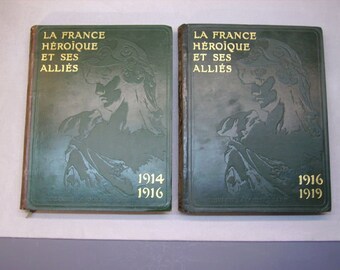 LA FRANCE
HÉROÏQUE
ET SES
ALLIÉS
1914
1916
LA FRANCE
HÉROÏQUE
ET SES
ALLIÉS
1916
1919